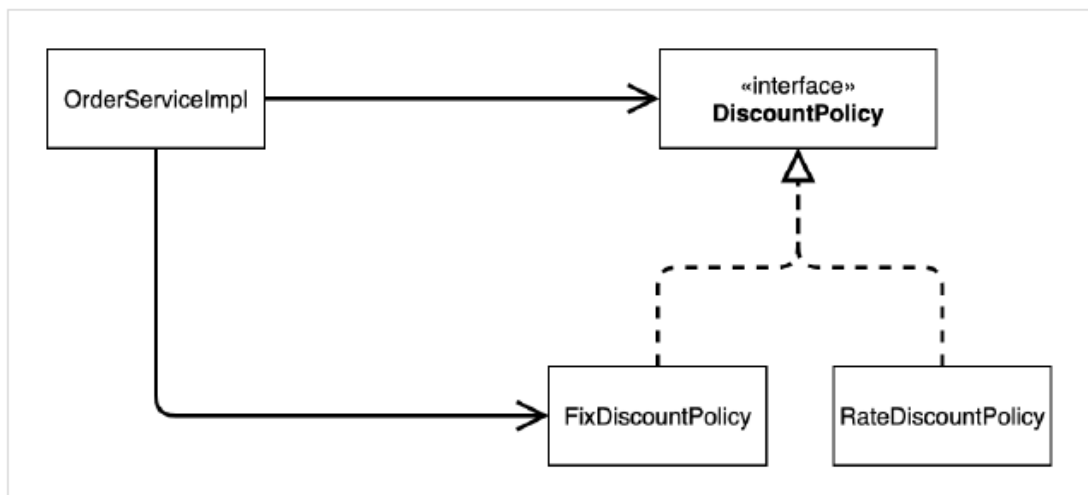 OrderServiceImpl
«interface»
DiscountPolicy
FixDiscountPolicy
RateDiscountPolicy